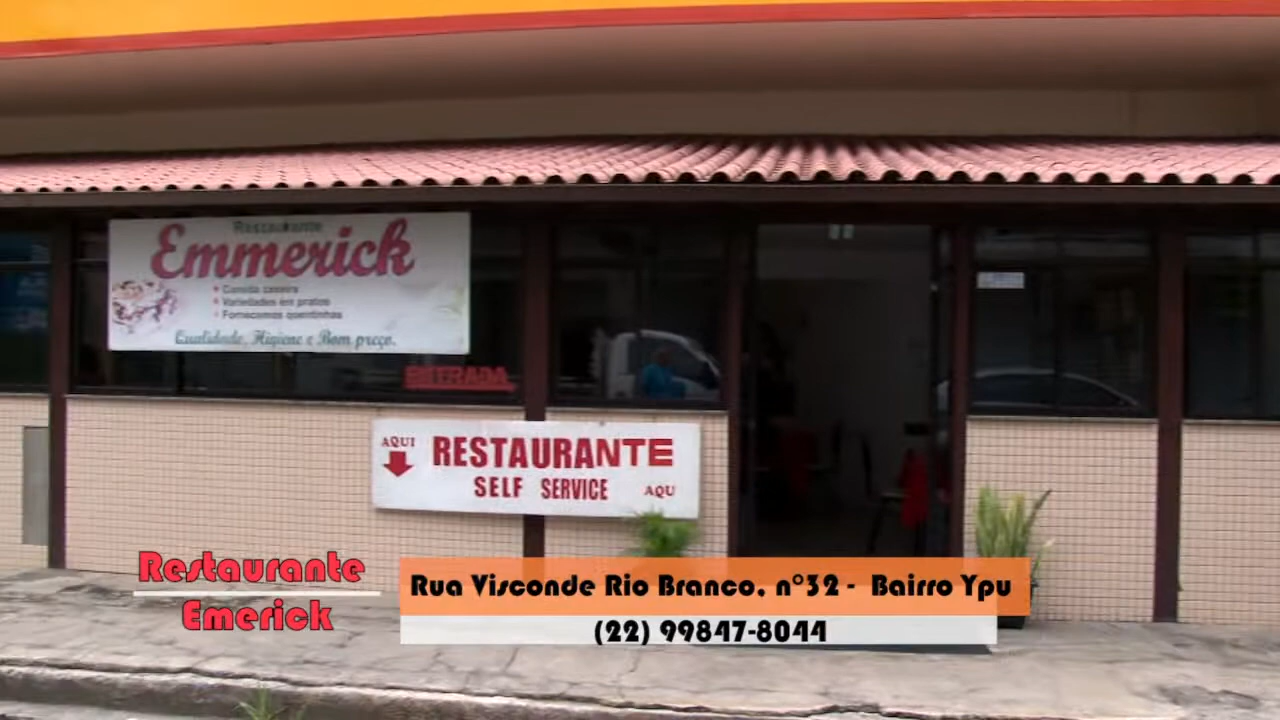 Restaurante
Emmerick
Comida caseira
Variedades em pratos
Fornecemos quentinhas
Qualidade, Higiene e Bom preço.
ENTRADA
AQUI RESTAURANTE
SELF SERVICE AQU
Restaurante
Emerick
Rua Visconde Rio Branco, n°32 - Bairro Ypu
(22) 99847-8044